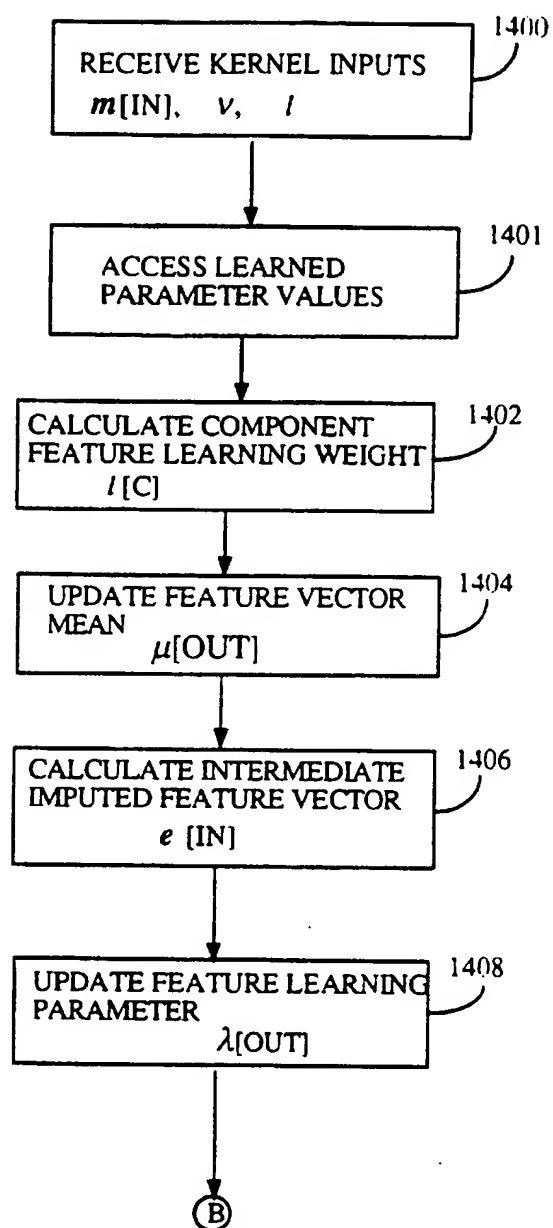 1400
RECEIVE KERNEL INPUTS
m[IN], ν, l
1401
ACCESS LEARNED
PARAMETER VALUES
1402
CALCULATE COMPONENT
FEATURE LEARNING WEIGHT
l[C]
1404
UPDATE FEATURE VECTOR
MEAN
μ[OUT]
1406
CALCULATE INTERMEDIATE
IMPUTED FEATURE VECTOR
e [IN]
1408
UPDATE FEATURE LEARNING
PARAMETER
λ[OUT]
B